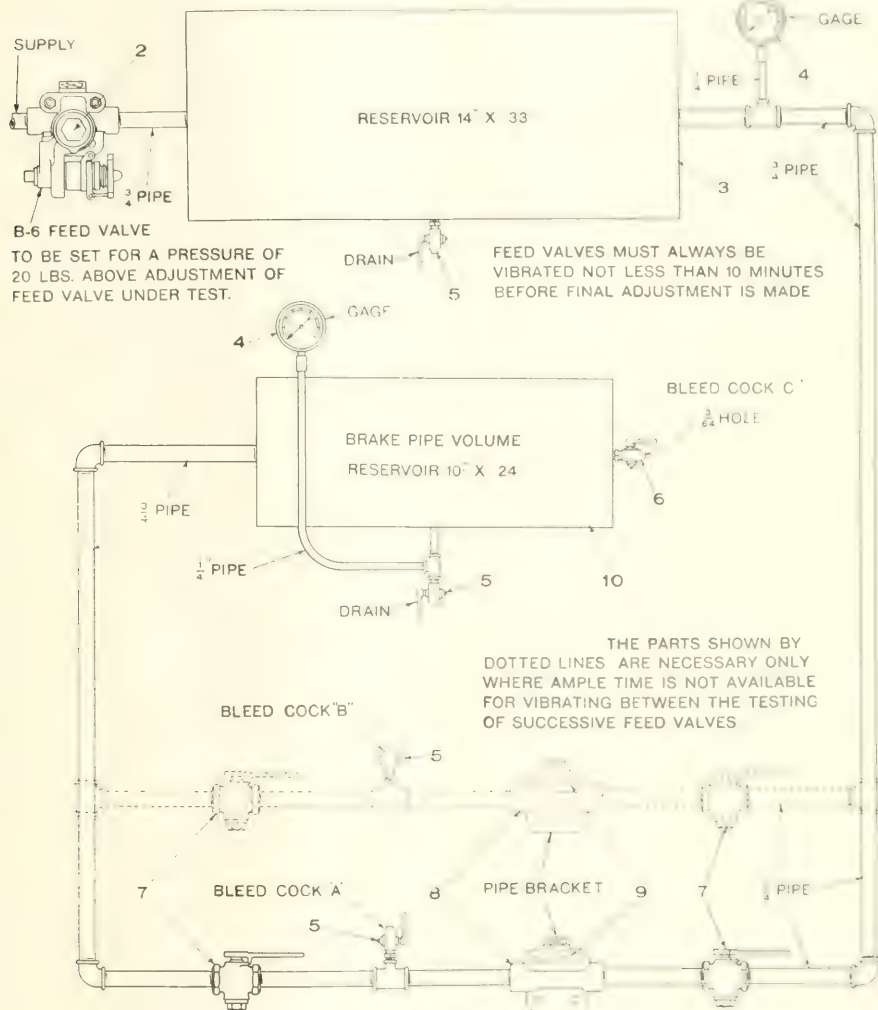 SUPPLY
2
RESERVOIR 14" X 33
GAGE
4
PIPE
3/4 PIPE
3
3/4 PIPE
B-6 FEED VALVE
TO BE SET FOR A PRESSURE OF
20 LBS. ABOVE ADJUSTMENT OF
FEED VALVE UNDER TEST.
DRAIN
5
FEED VALVES MUST ALWAYS BE
VIBRATED NOT LESS THAN 10 MINUTES
BEFORE FINAL ADJUSTMENT IS MADE
4
GAGE
BLEED COCK C'
3/64 HOLE
BRAKE PIPE VOLUME
RESERVOIR 10" X 24
6
3/4 PIPE
1/4" PIPE
5
10
DRAIN
THE PARTS SHOWN BY
DOTTED LINES ARE NECESSARY ONLY
WHERE AMPLE TIME IS NOT AVAILABLE
FOR VIBRATING BETWEEN THE TESTING
OF SUCCESSIVE FEED VALVES
BLEED COCK "B"
5
7
BLEED COCK 'A'
8
PIPE BRACKET
9
7
PIPE
5